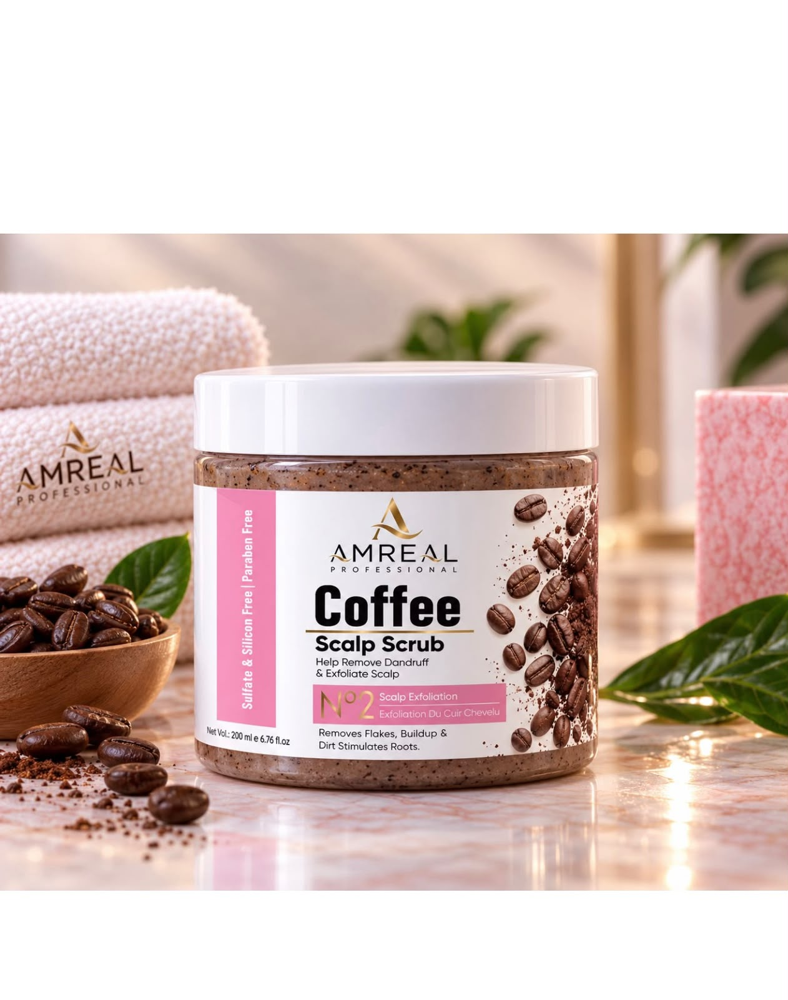 AMREAL
PROFESSIONAL
Sulfate & Silicon Free | Paraben Free
AMREAL
PROFESSIONAL
Coffee
Scalp Scrub
Help Remove Dandruff
& Exfoliate Scalp
Nº2
Scalp Exfoliation
Exfoliation Du Cuir Chevelu
Net Vol.: 200 ml e 6.76 fl.oz
Removes Flakes, Buildup &
Dirt Stimulates Roots.